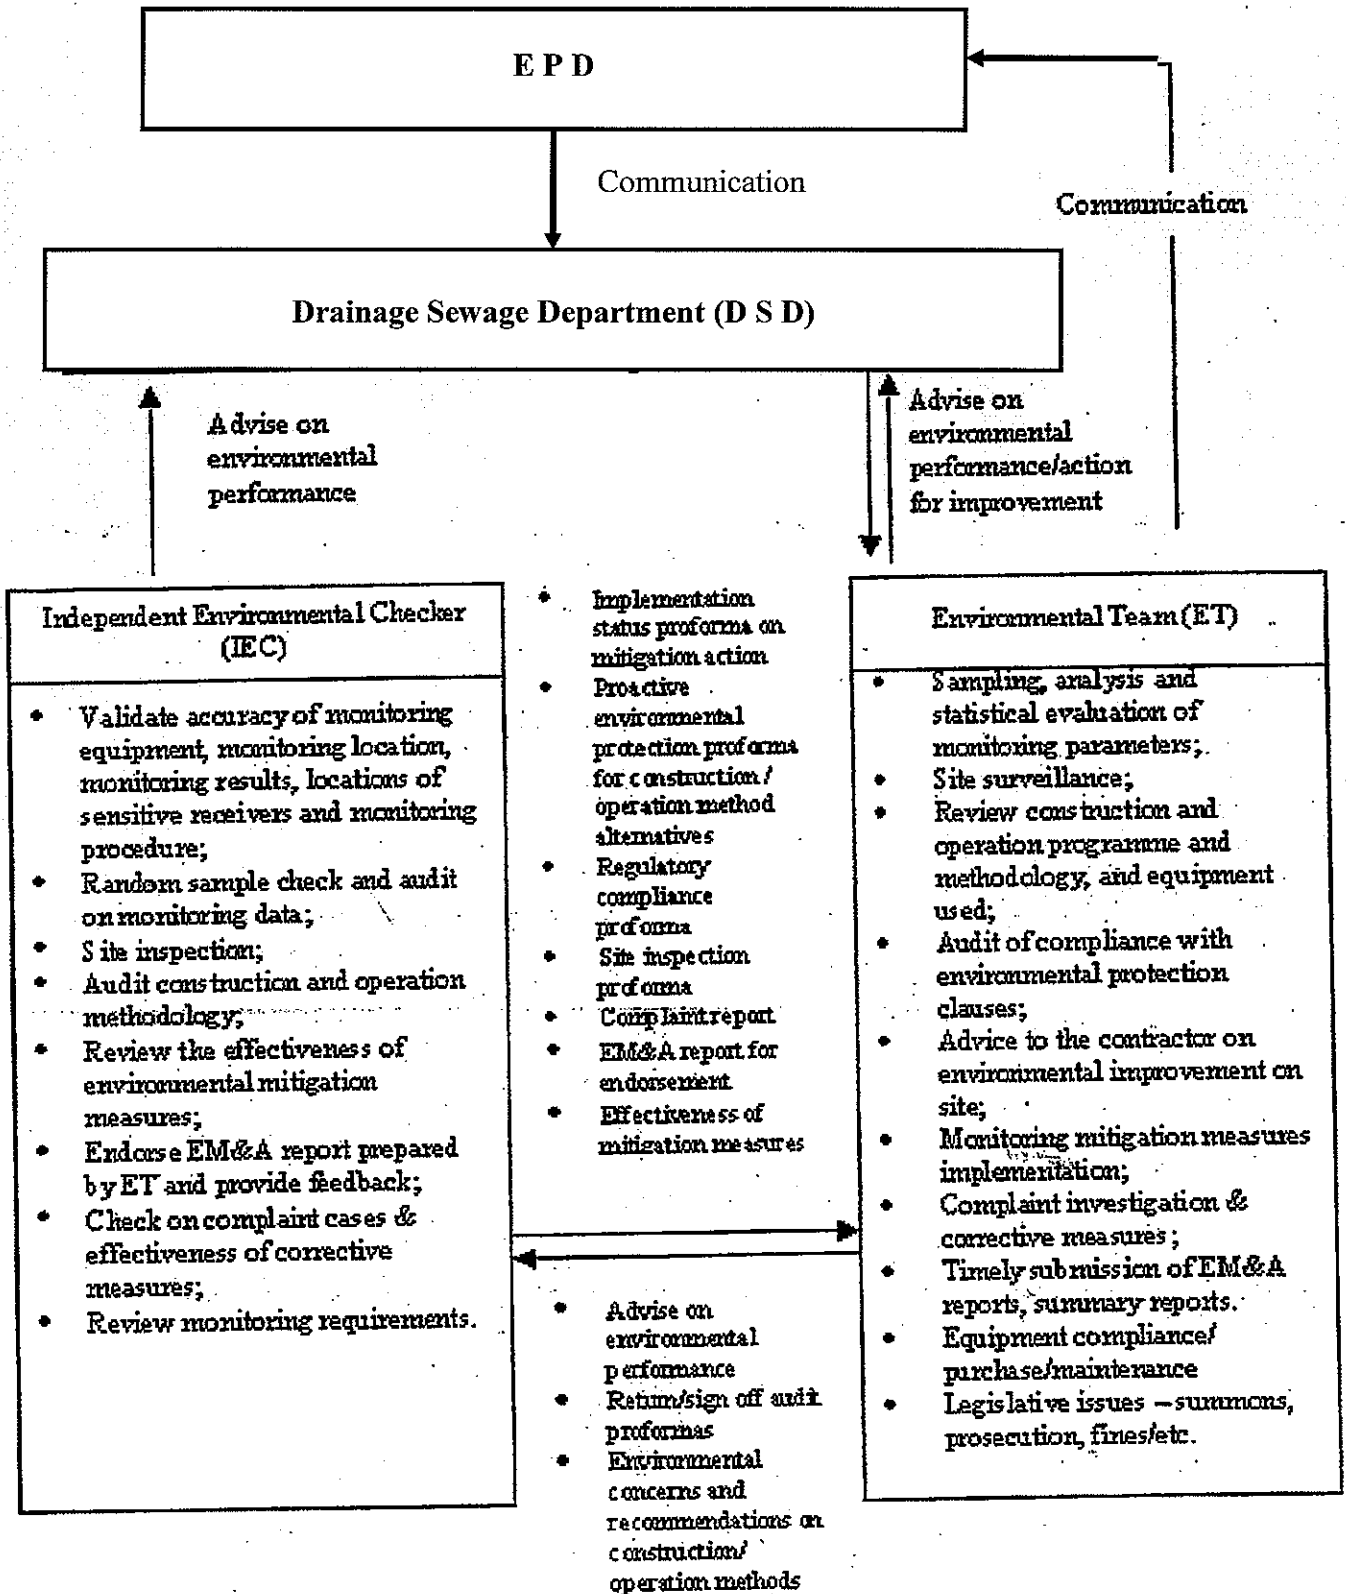 E P D
Communication
Communication
Drainage Sewage Department (D S D)
Advise on
environmental
performance
Advise on
environmental
performance/action
for improvement
Independent Environmental Checker
(IEC)
• Validate accuracy of monitoring
equipment, monitoring location,
monitoring results, locations of
sensitive receivers and monitoring
procedure;
• Random sample check and audit
on monitoring data;
• Site inspection;
• Audit construction and operation
methodology;
• Review the effectiveness of
environmental mitigation
measures;
• Endorse EM&A report prepared
by ET and provide feedback;
• Check on complaint cases &
effectiveness of corrective
measures;
• Review monitoring requirements.
• Implementation
status proforma on
mitigation action
• Proactive
environmental
protection proforma
for construction/
operation method
alternatives
• Regulatory
compliance
proforma
• Site inspection
proforma
• Complaint report
• EM&A report for
endorsement
• Effectiveness of
mitigation measures
• Advise on
environmental
performance
• Return/sign off audit
proformas
• Environmental
concerns and
recommendations on
construction/
operation methods
Environmental Team (ET)
• Sampling, analysis and
statistical evaluation of
monitoring parameters;
• Site surveillance;
• Review construction and
operation programme and
methodology, and equipment
used;
• Audit of compliance with
environmental protection
clauses;
• Advice to the contractor on
environmental improvement on
site;
• Monitoring mitigation measures
implementation;
• Complaint investigation &
corrective measures;
• Timely submission of EM&A
reports, summary reports.
• Equipment compliance/
purchase/maintenance
• Legislative issues – summons,
prosecution, fines/etc.